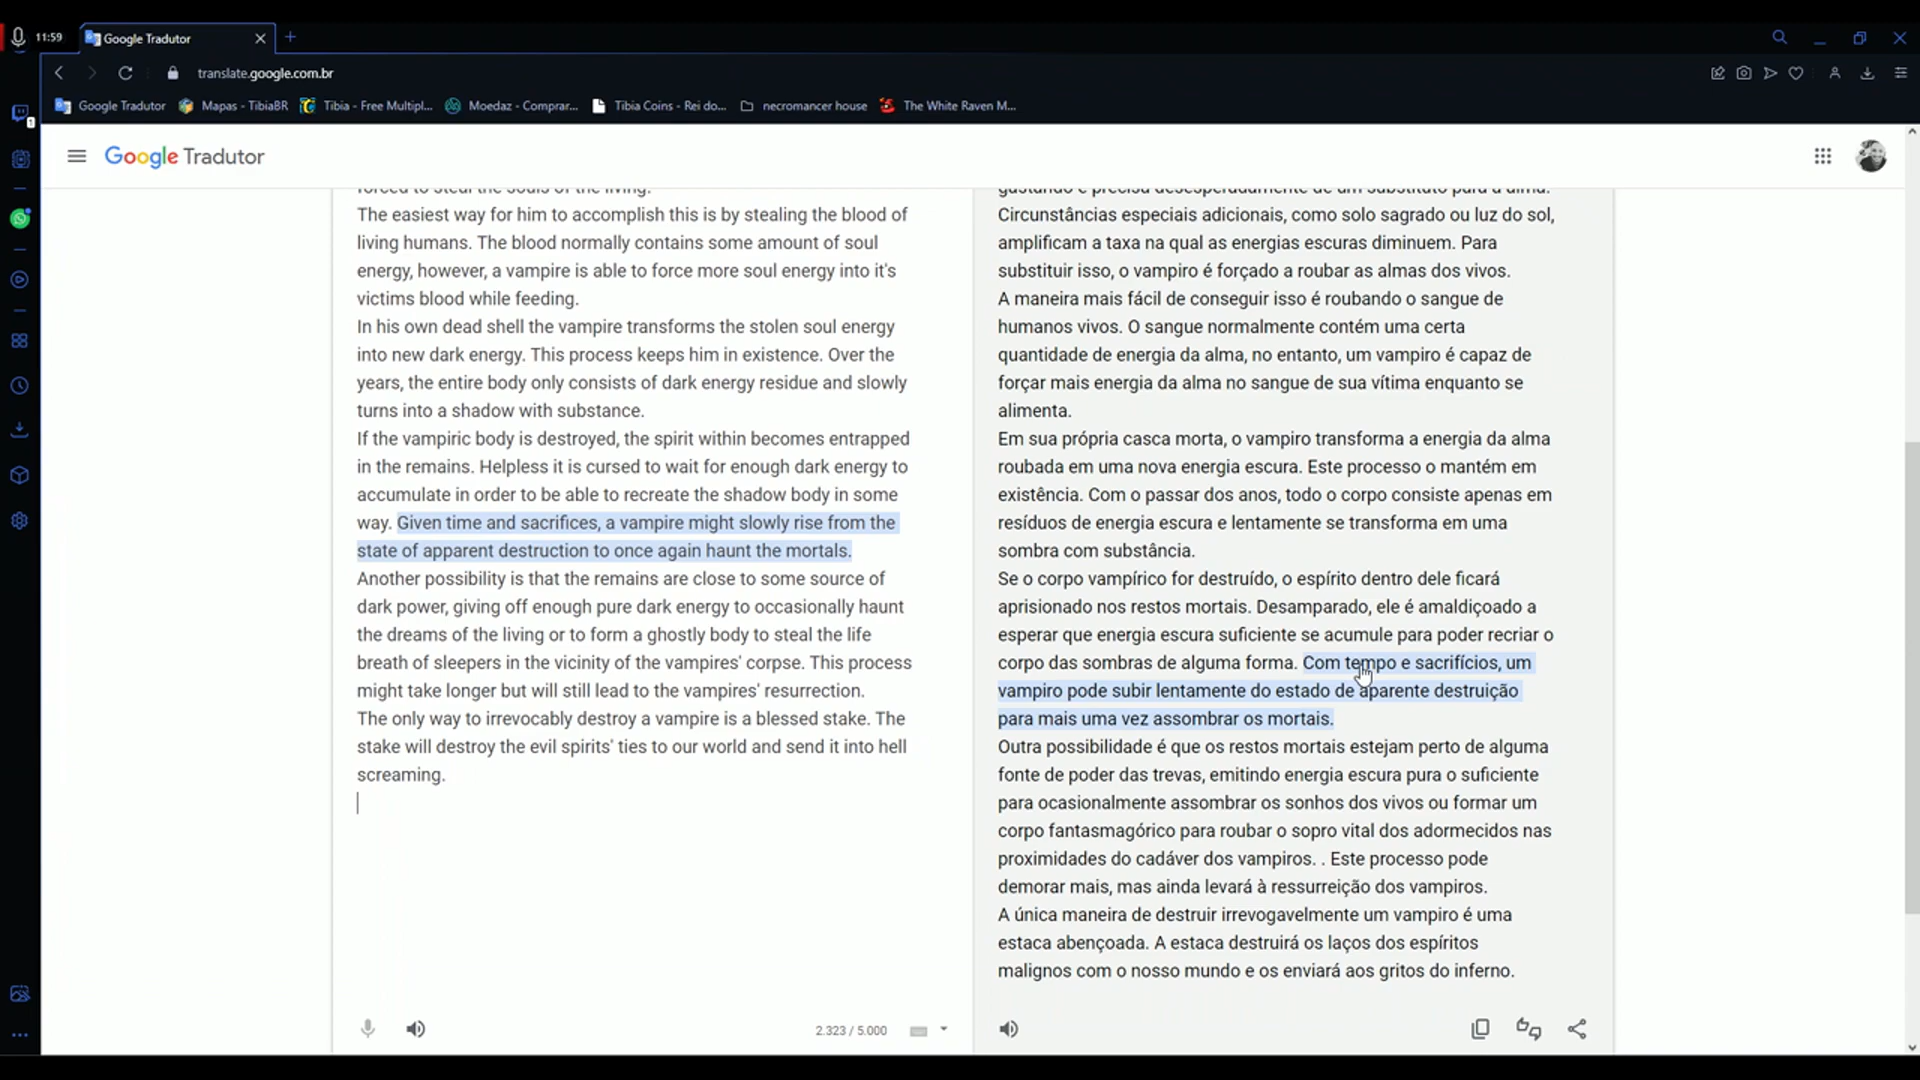 11:59
Google Tradutor
translate.google.com.br
Google Tradutor
Mapas - TibiaBR
Tibia - Free Multipl...
Moedaz - Comprar...
Tibia Coins - Rei do...
necromancer house
The White Raven M...
1
Google Tradutor
forced to steal the souls of the living.
The easiest way for him to accomplish this is by stealing the blood of
living humans. The blood normally contains some amount of soul
energy, however, a vampire is able to force more soul energy into it's
victims blood while feeding.
In his own dead shell the vampire transforms the stolen soul energy
into new dark energy. This process keeps him in existence. Over the
years, the entire body only consists of dark energy residue and slowly
turns into a shadow with substance.
If the vampiric body is destroyed, the spirit within becomes entrapped
in the remains. Helpless it is cursed to wait for enough dark energy to
accumulate in order to be able to recreate the shadow body in some
way. Given time and sacrifices, a vampire might slowly rise from the
state of apparent destruction to once again haunt the mortals.
Another possibility is that the remains are close to some source of
dark power, giving off enough pure dark energy to occasionally haunt
the dreams of the living or to form a ghostly body to steal the life
breath of sleepers in the vicinity of the vampires' corpse. This process
might take longer but will still lead to the vampires' resurrection.
The only way to irrevocably destroy a vampire is a blessed stake. The
stake will destroy the evil spirits' ties to our world and send it into hell
screaming.
2.323 / 5.000
gustando e precisa desesperadamente de um substituto para a alma.
Circunstâncias especiais adicionais, como solo sagrado ou luz do sol,
amplificam a taxa na qual as energias escuras diminuem. Para
substituir isso, o vampiro é forçado a roubar as almas dos vivos.
A maneira mais fácil de conseguir isso é roubando o sangue de
humanos vivos. O sangue normalmente contém uma certa
quantidade de energia da alma, no entanto, um vampiro é capaz de
forçar mais energia da alma no sangue de sua vítima enquanto se
alimenta.
Em sua própria casca morta, o vampiro transforma a energia da alma
roubada em uma nova energia escura. Este processo o mantém em
existência. Com o passar dos anos, todo o corpo consiste apenas em
resíduos de energia escura e lentamente se transforma em uma
sombra com substância.
Se o corpo vampírico for destruído, o espírito dentro dele ficará
aprisionado nos restos mortais. Desamparado, ele é amaldiçoado a
esperar que energia escura suficiente se acumule para poder recriar o
corpo das sombras de alguma forma. Com tempo e sacrifícios, um
vampiro pode subir lentamente do estado de aparente destruição
para mais uma vez assombrar os mortais.
Outra possibilidade é que os restos mortais estejam perto de alguma
fonte de poder das trevas, emitindo energia escura pura o suficiente
para ocasionalmente assombrar os sonhos dos vivos ou formar um
corpo fantasmagórico para roubar o sopro vital dos adormecidos nas
proximidades do cadáver dos vampiros. . Este processo pode
demorar mais, mas ainda levará à ressurreição dos vampiros.
A única maneira de destruir irrevogavelmente um vampiro é uma
estaca abençoada. A estaca destruirá os laços dos espíritos
malignos com o nosso mundo e os enviará aos gritos do inferno.